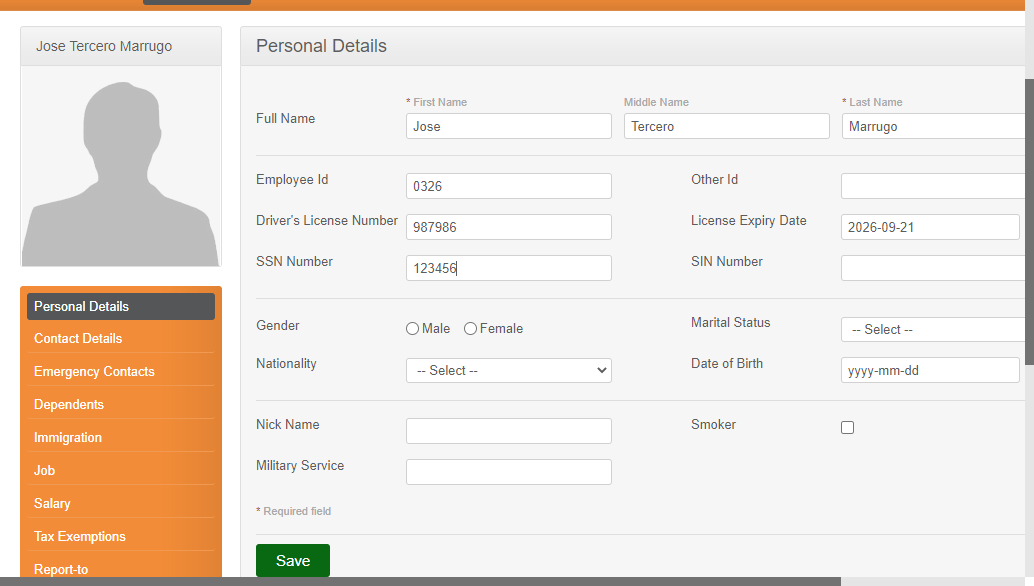 Jose Tercero Marrugo
Personal Details
Contact Details
Emergency Contacts
Dependents
Immigration
Job
Salary
Tax Exemptions
Report-to
Personal Details
* First Name Middle Name * Last Name
Full Name Jose Tercero Marrugo
Employee Id 0326 Other Id
Driver's License Number 987986 License Expiry Date 2026-09-21
SSN Number 123456 SIN Number
Gender Male Female Marital Status -- Select --
Nationality -- Select -- Date of Birth yyyy-mm-dd
Nick Name Smoker
Military Service
* Required field
Save